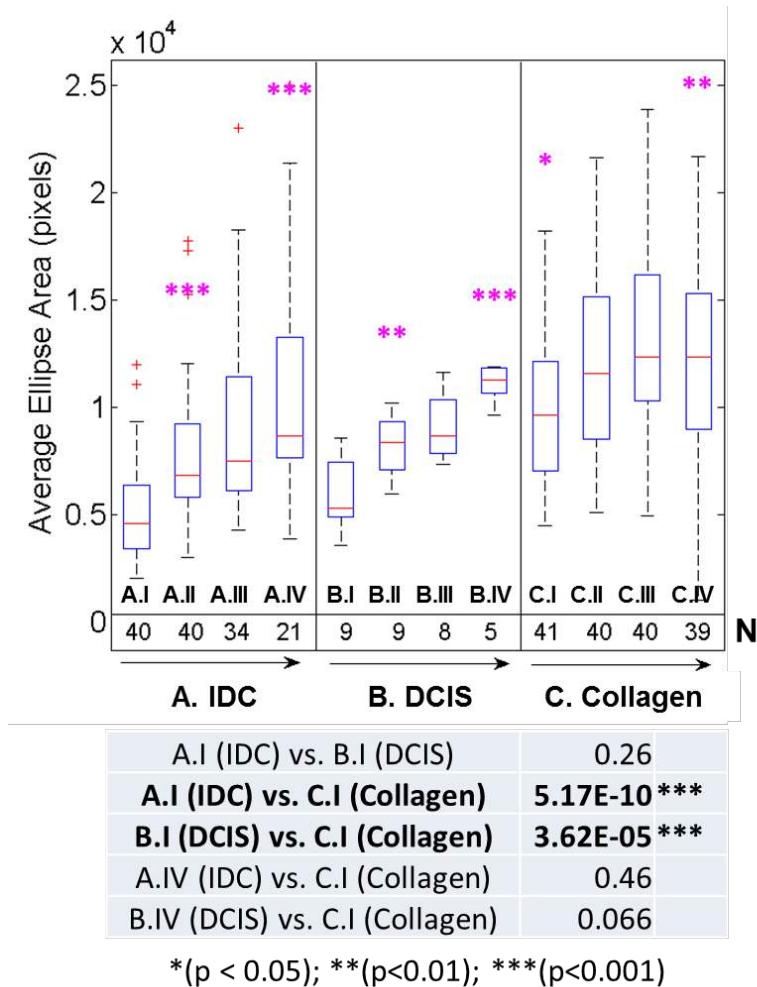 x 10^4
Average Ellipse Area (pixels)
2.5
***
**
2
*
1.5
***
***
**
1
0.5
A.I A.II A.III A.IV B.I B.II B.III B.IV C.I C.II C.III C.IV
0
40 40 34 21 9 9 8 5 41 40 40 39 N
A. IDC B. DCIS C. Collagen
A.I (IDC) vs. B.I (DCIS) 0.26
A.I (IDC) vs. C.I (Collagen) 5.17E-10 ***
B.I (DCIS) vs. C.I (Collagen) 3.62E-05 ***
A.IV (IDC) vs. C.I (Collagen) 0.46
B.IV (DCIS) vs. C.I (Collagen) 0.066
*(p < 0.05); **(p<0.01); ***(p<0.001)